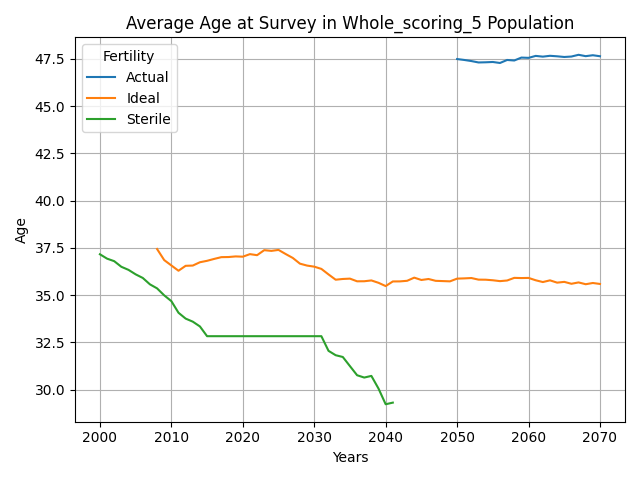 Average Age at Survey in Whole_scoring_5 Population
Fertility
Actual
Ideal
Sterile
Age
47.5
45.0
42.5
40.0
37.5
35.0
32.5
30.0
2000 2010 2020 2030 2040 2050 2060 2070
Years